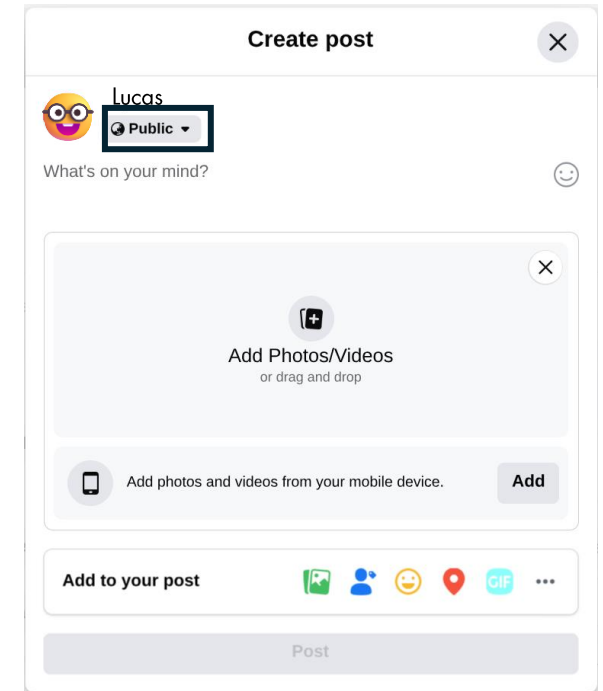 Create post
Lucas
Public
What's on your mind?
Add Photos/Videos
or drag and drop
Add photos and videos from your mobile device.
Add
Add to your post
GIF
Post